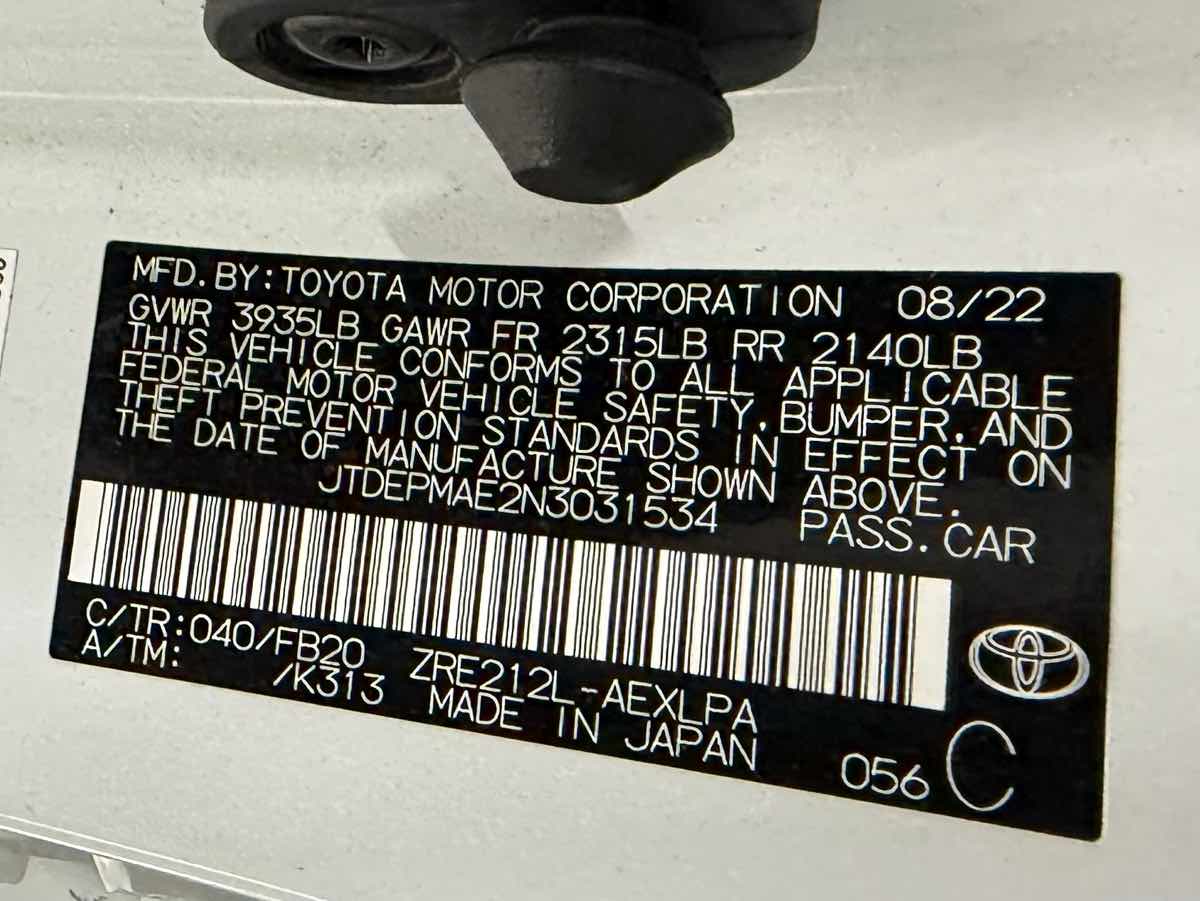 MFD. BY: TOYOTA MOTOR CORPORATION 08/22
GVWR 3935LB GAWR FR 2315LB RR 2140LB
THIS VEHICLE CONFORMS TO ALL APPLICABLE
FEDERAL MOTOR VEHICLE SAFETY, BUMPER, AND
THEFT PREVENTION STANDARDS IN EFFECT ON
THE DATE OF MANUFACTURE SHOWN ABOVE.
JTDEPMAE2N3031534 PASS. CAR
C/TR: 040/FB20 ZRE212L-AEXLPA
A/TM: /K313 MADE IN JAPAN
056 C